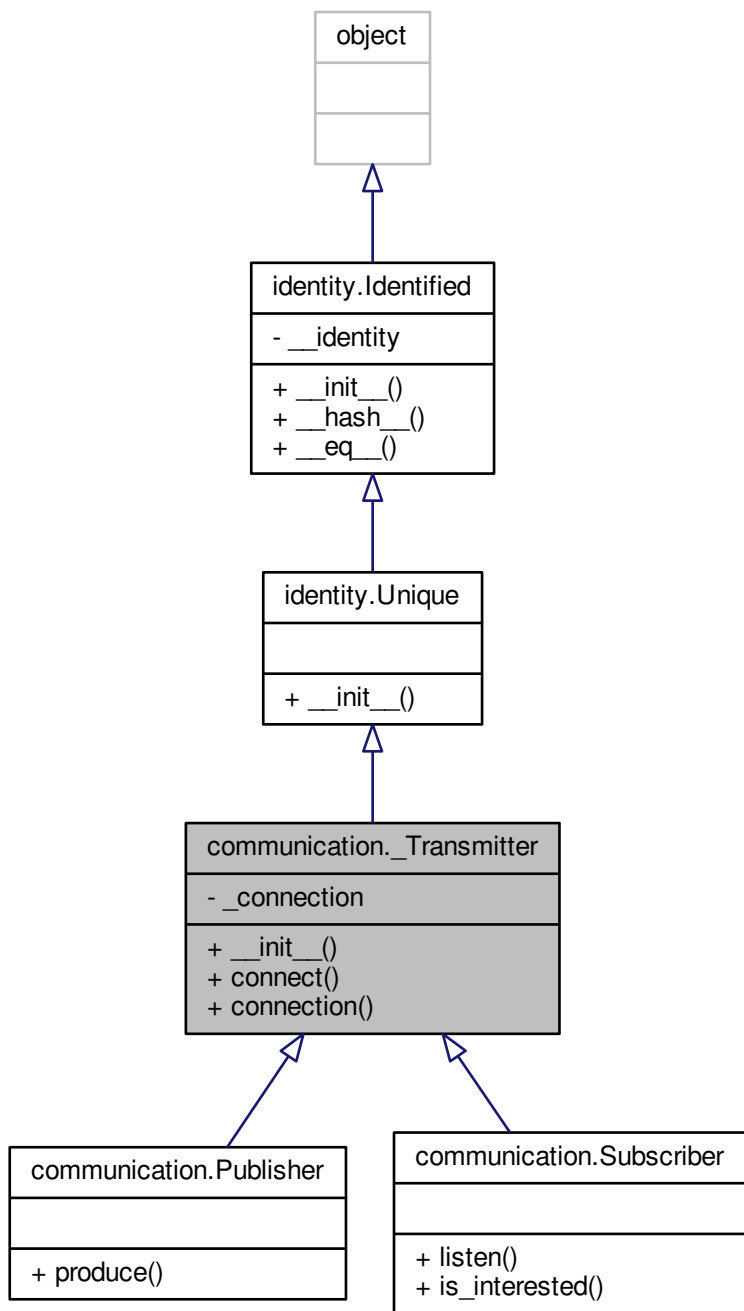 object
identity.Identified
- __identity
+ __init__()
+ __hash__()
+ __eq__()
identity.Unique
+ __init__()
communication._Transmitter
- _connection
+ __init__()
+ connect()
+ connection()
communication.Publisher
+ produce()
communication.Subscriber
+ listen()
+ is_interested()